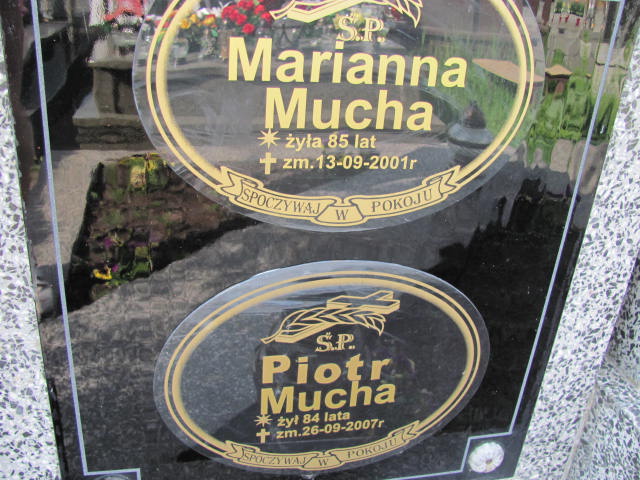 Ś.P.
Marianna
Mucha
żyła 85 lat
zm.13-09-2001r
SPOCZYWAJ W POKOJU
Ś.P.
Piotr
Mucha
żył 84 lata
zm.26-09-2007r
SPOCZYWAJ W POKOJU